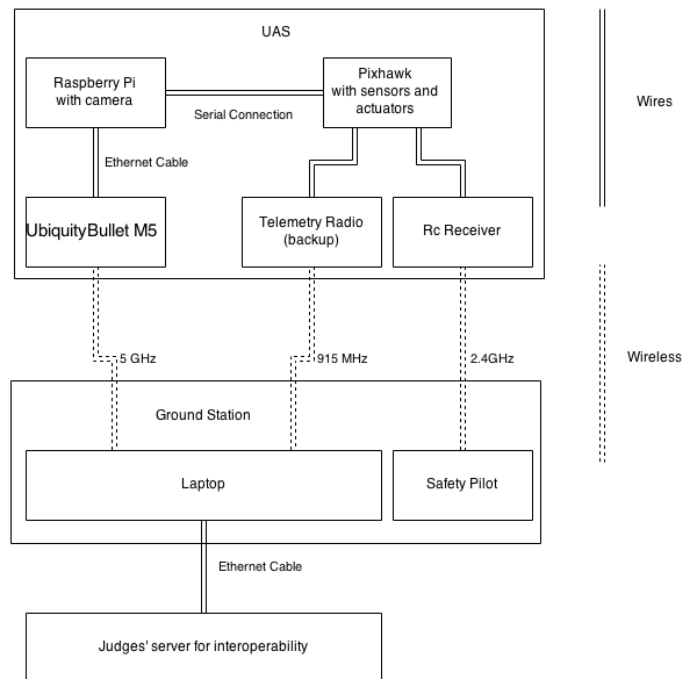 UAS
Raspberry Pi
with camera
Pixhawk
with sensors and
actuators
Wires
Serial Connection
Ethernet Cable
UbiquityBullet M5
Telemetry Radio
(backup)
Rc Receiver
5 GHz
915 MHz
2.4GHz
Wireless
Ground Station
Laptop
Safety Pilot
Ethernet Cable
Judges' server for interoperability